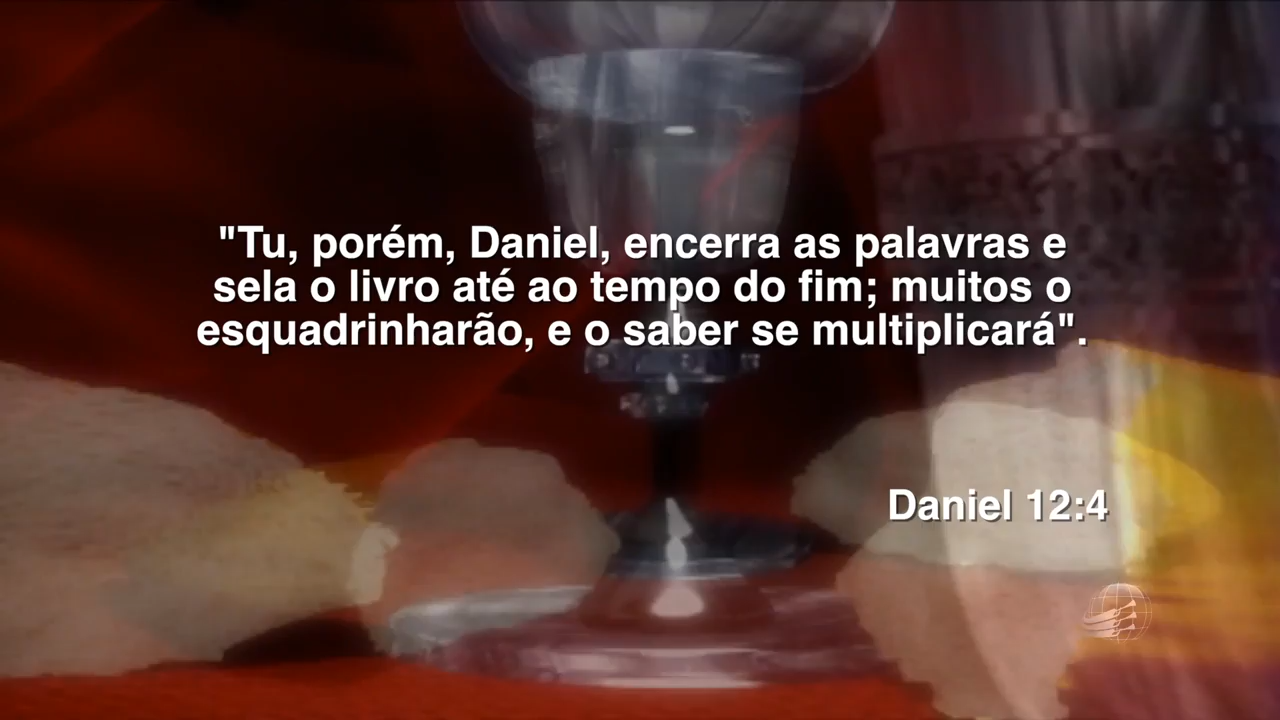 "Tu, porém, Daniel, encerra as palavras e
sela o livro até ao tempo do fim; muitos o
esquadrinharão, e o saber se multiplicará".
Daniel 12:4